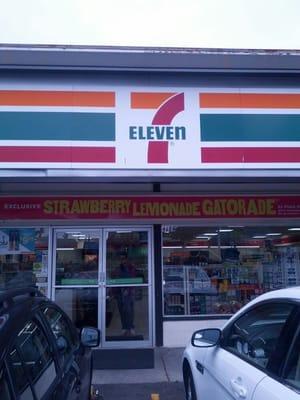 7
ELEVEN
EXCLUSIVE STRAWBERRY LEMONADE GATORADE